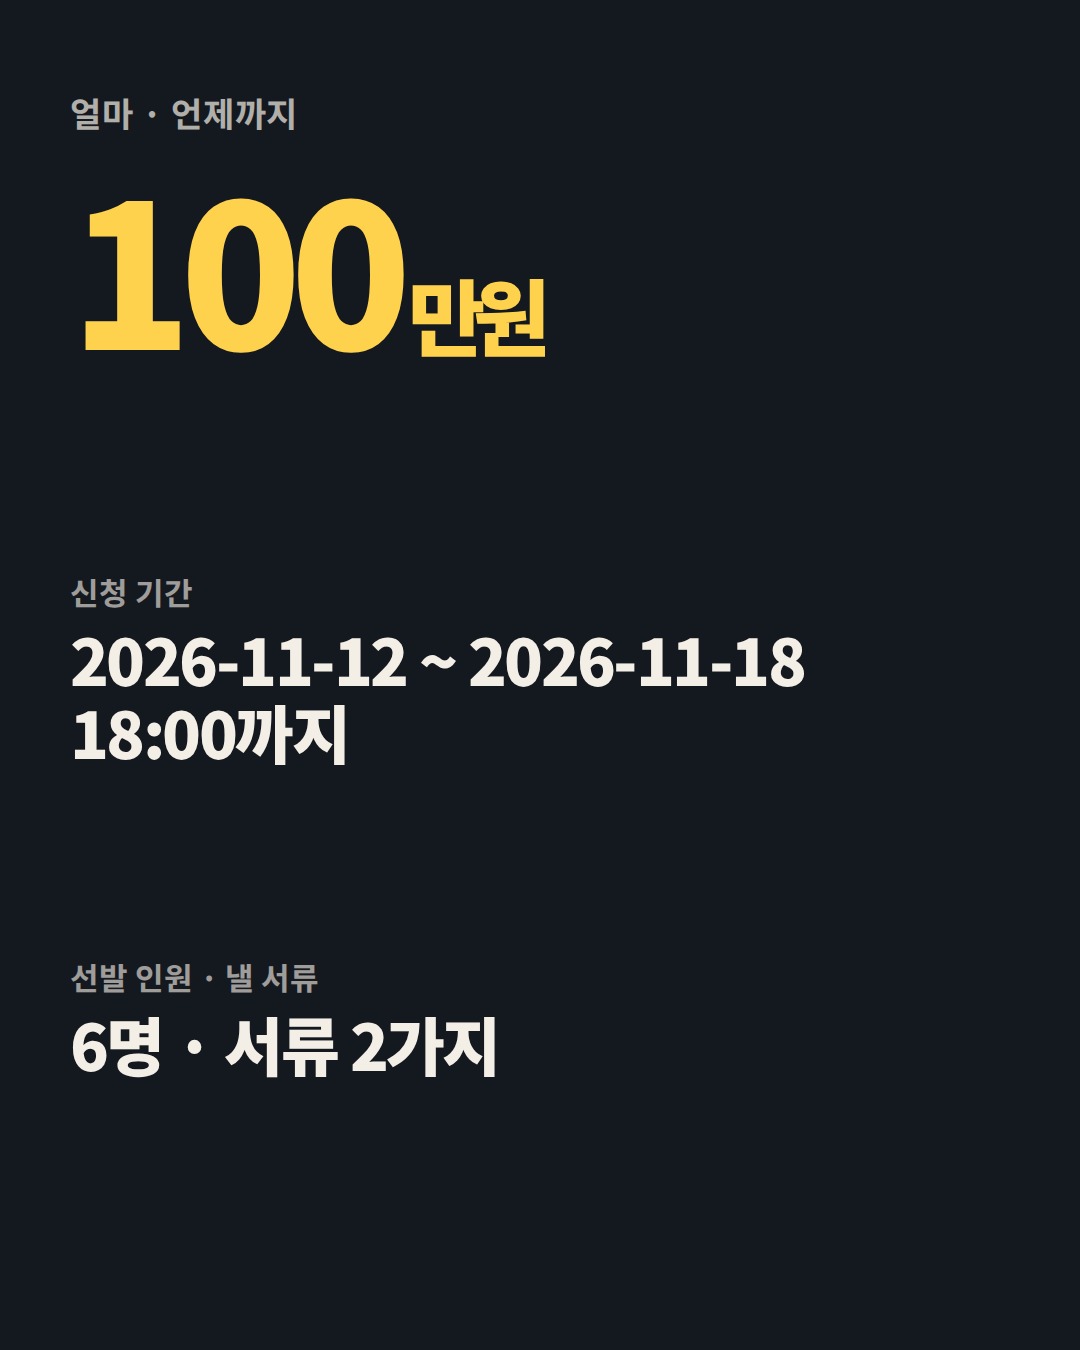 얼마 · 언제까지
100만원
신청 기간
2026-11-12 ~ 2026-11-18
18:00까지
선발 인원 · 낼 서류
6명 · 서류 2가지